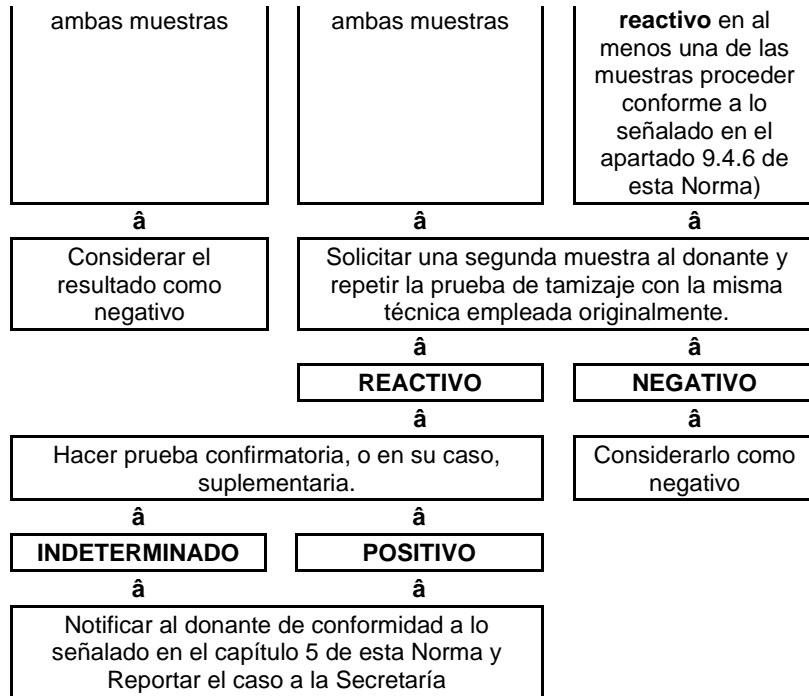 ambas muestras
ambas muestras
reactivo en al
menos una de las
muestras proceder
conforme a lo
señalado en el
apartado 9.4.6 de
esta Norma)
â
â
â
Considerar el
resultado como
negativo
Solicitar una segunda muestra al donante y
repetir la prueba de tamizaje con la misma
técnica empleada originalmente.
â
â
REACTIVO
NEGATIVO
â
â
Hacer prueba confirmatoria, o en su caso,
suplementaria.
Considerarlo como
negativo
â
â
INDETERMINADO
POSITIVO
â
â
Notificar al donante de conformidad a lo
señalado en el capítulo 5 de esta Norma y
Reportar el caso a la Secretaría